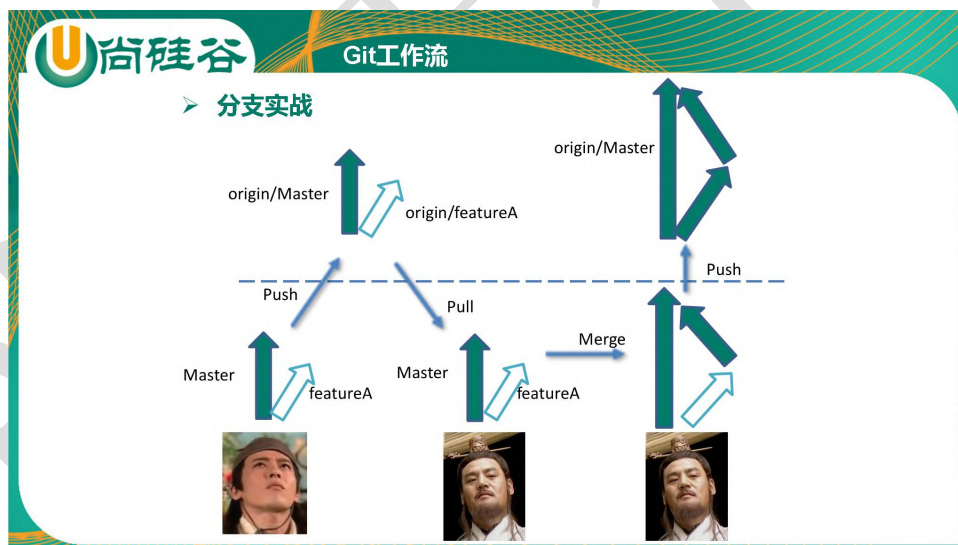 尚硅谷
Git工作流
➢ 分支实战
origin/Master
origin/Master
origin/featureA
Push
Push
Pull
Merge
Master
featureA
Master
featureA